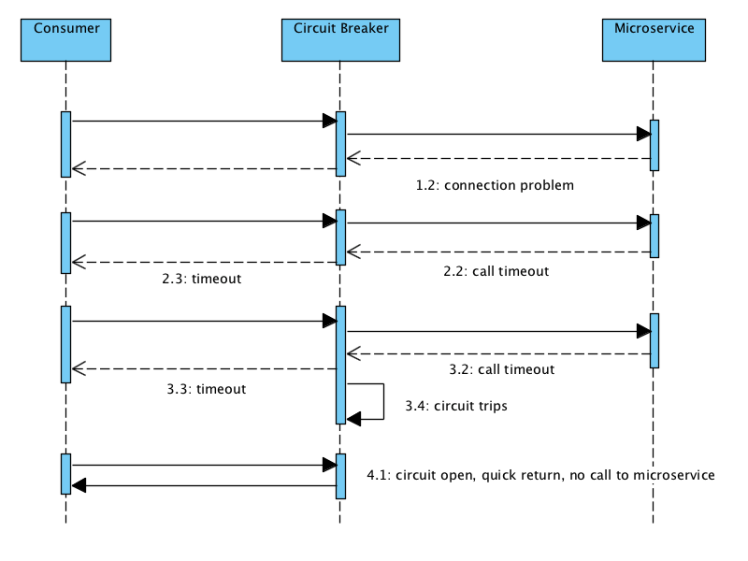 Consumer
Circuit Breaker
Microservice
1.2: connection problem
2.3: timeout
2.2: call timeout
3.3: timeout
3.2: call timeout
3.4: circuit trips
4.1: circuit open, quick return, no call to microservice